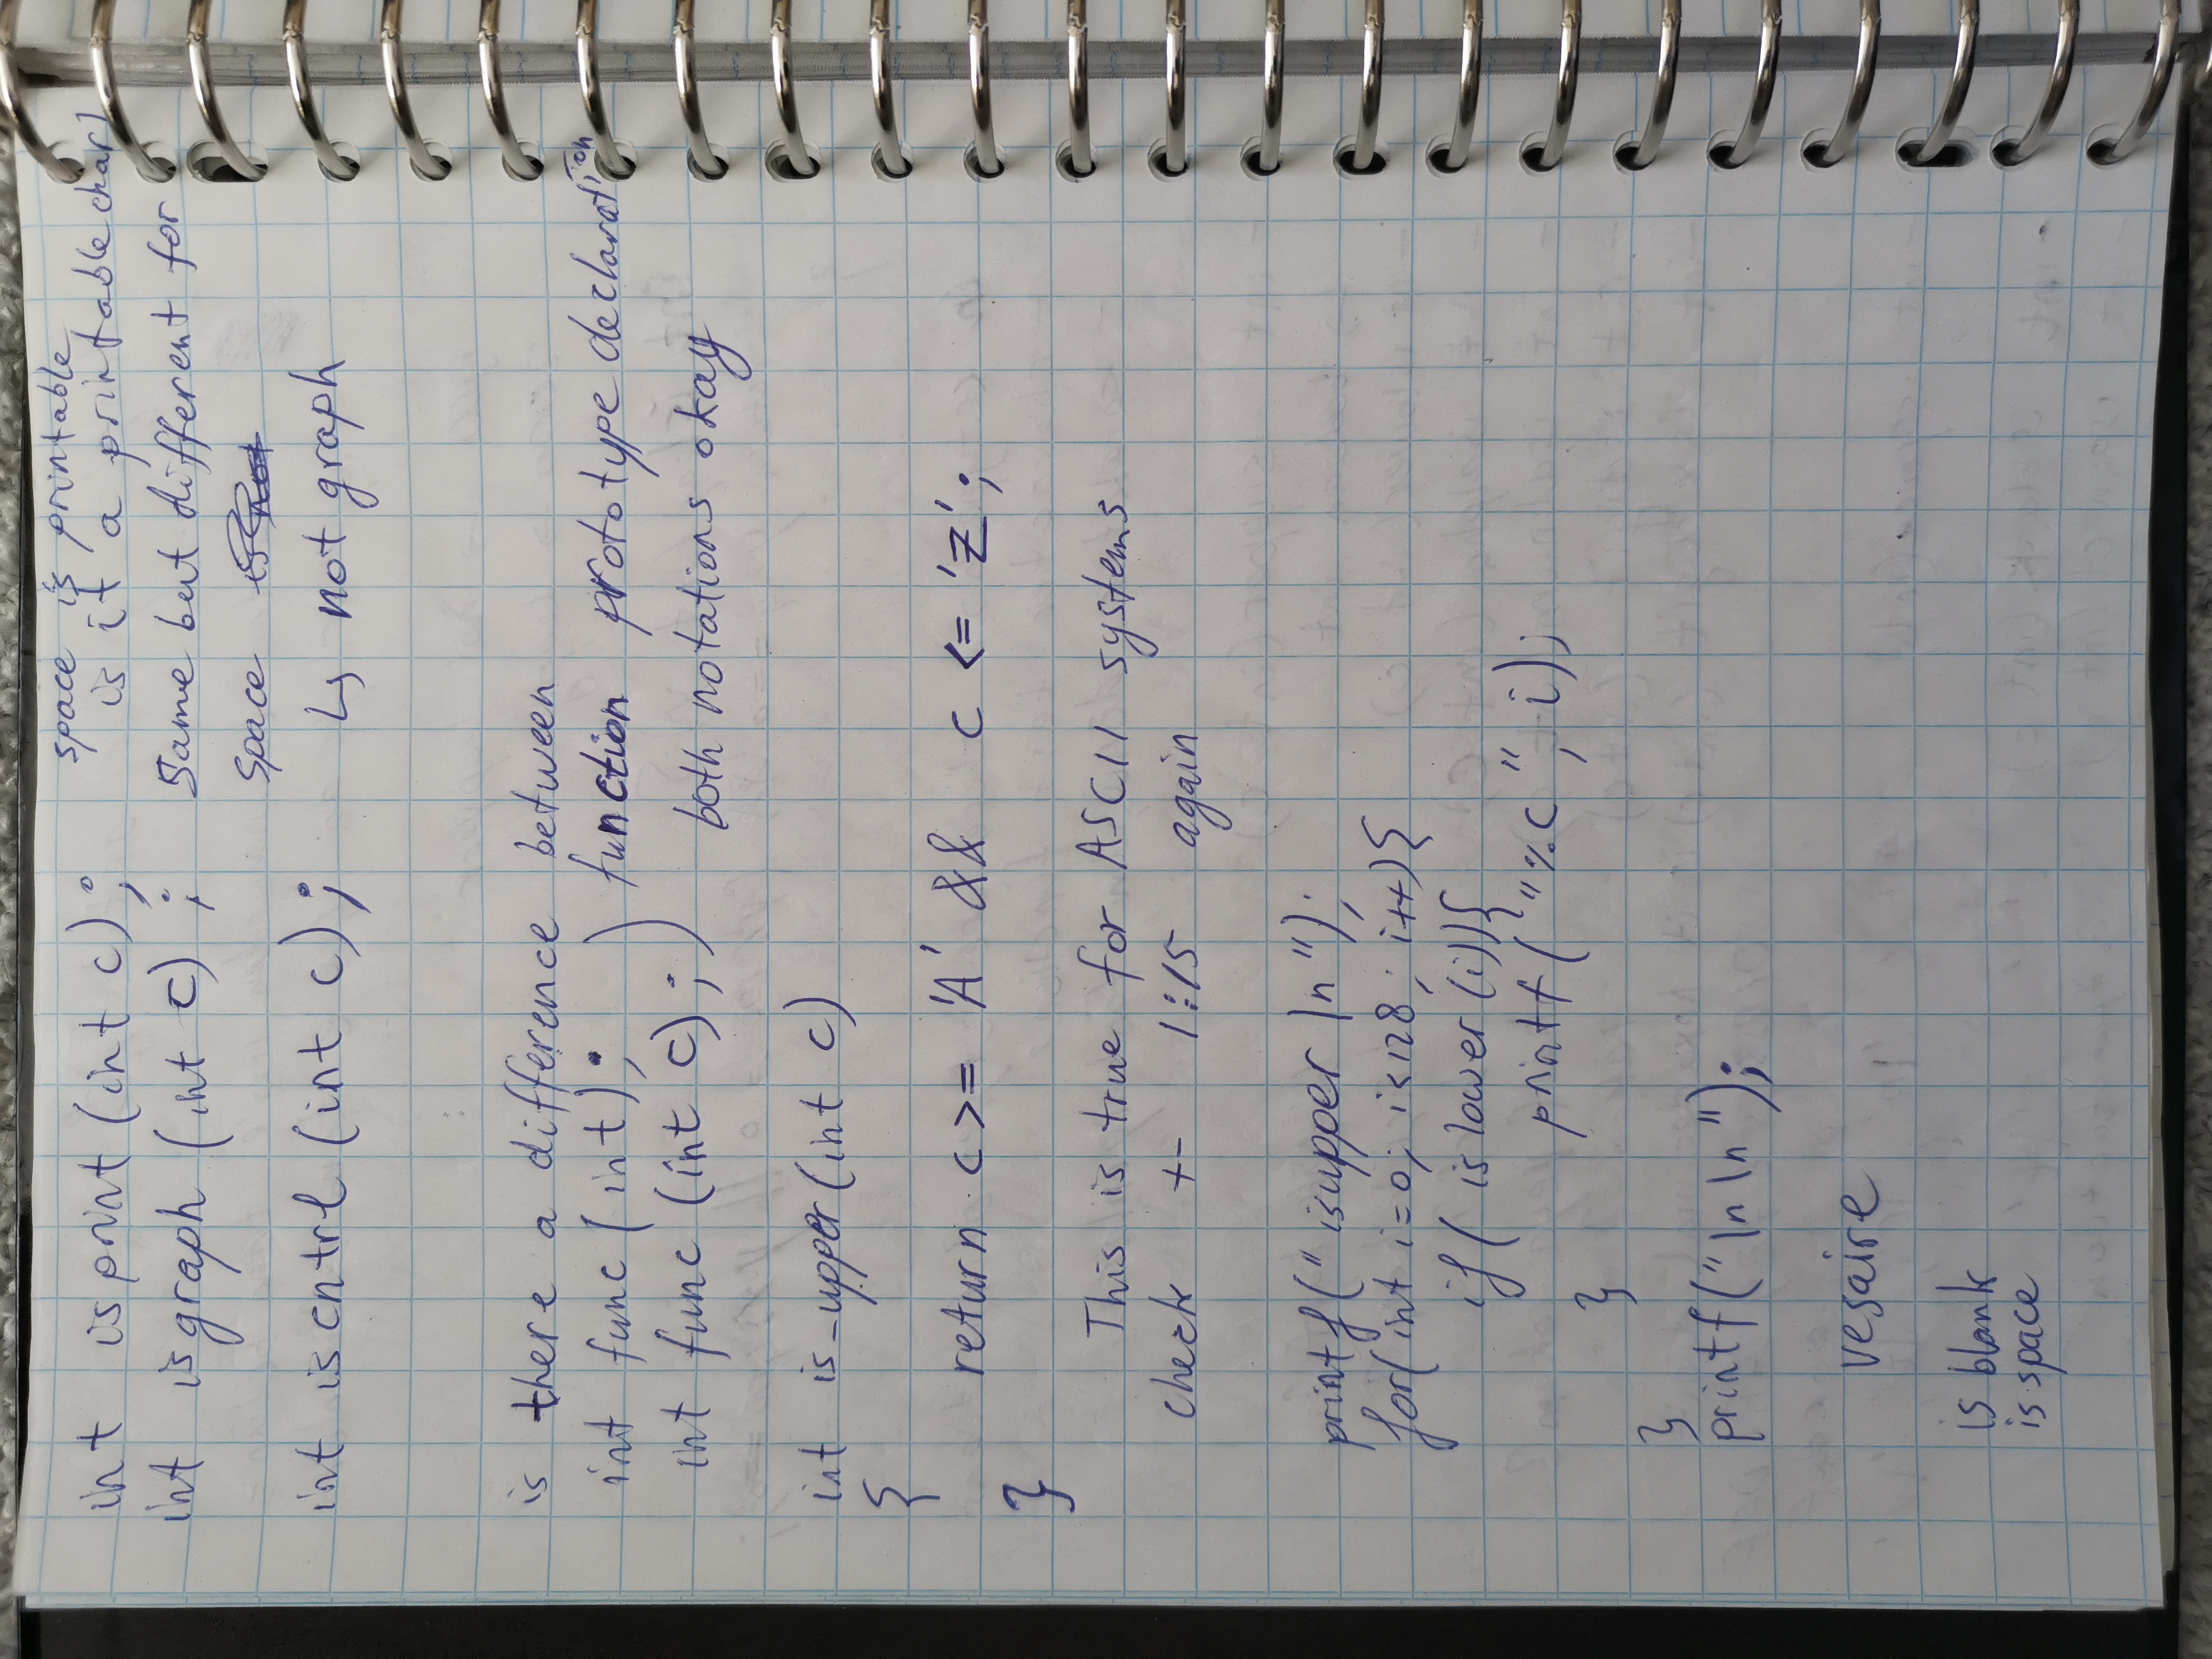 space is printable
int isprint (int c); is it a printable char?
int isgraph (int c) ; Same but different for
space is not
int iscntrl (int c); ↳ not graph
is there a difference between
int func (int); function prototype declaration
int func (int c); both notations okay
int is_upper(int c)
{
return c >= 'A' && c <= 'Z';
}
This is true for ASCII systems
check +- 1:15 again
printf(" isupper \n");
for( int i=0; i<128; i++){
if( islower (i)){
printf( "%c ", i);
}
}
printf("\n\n");
vesaire
is blank
is space